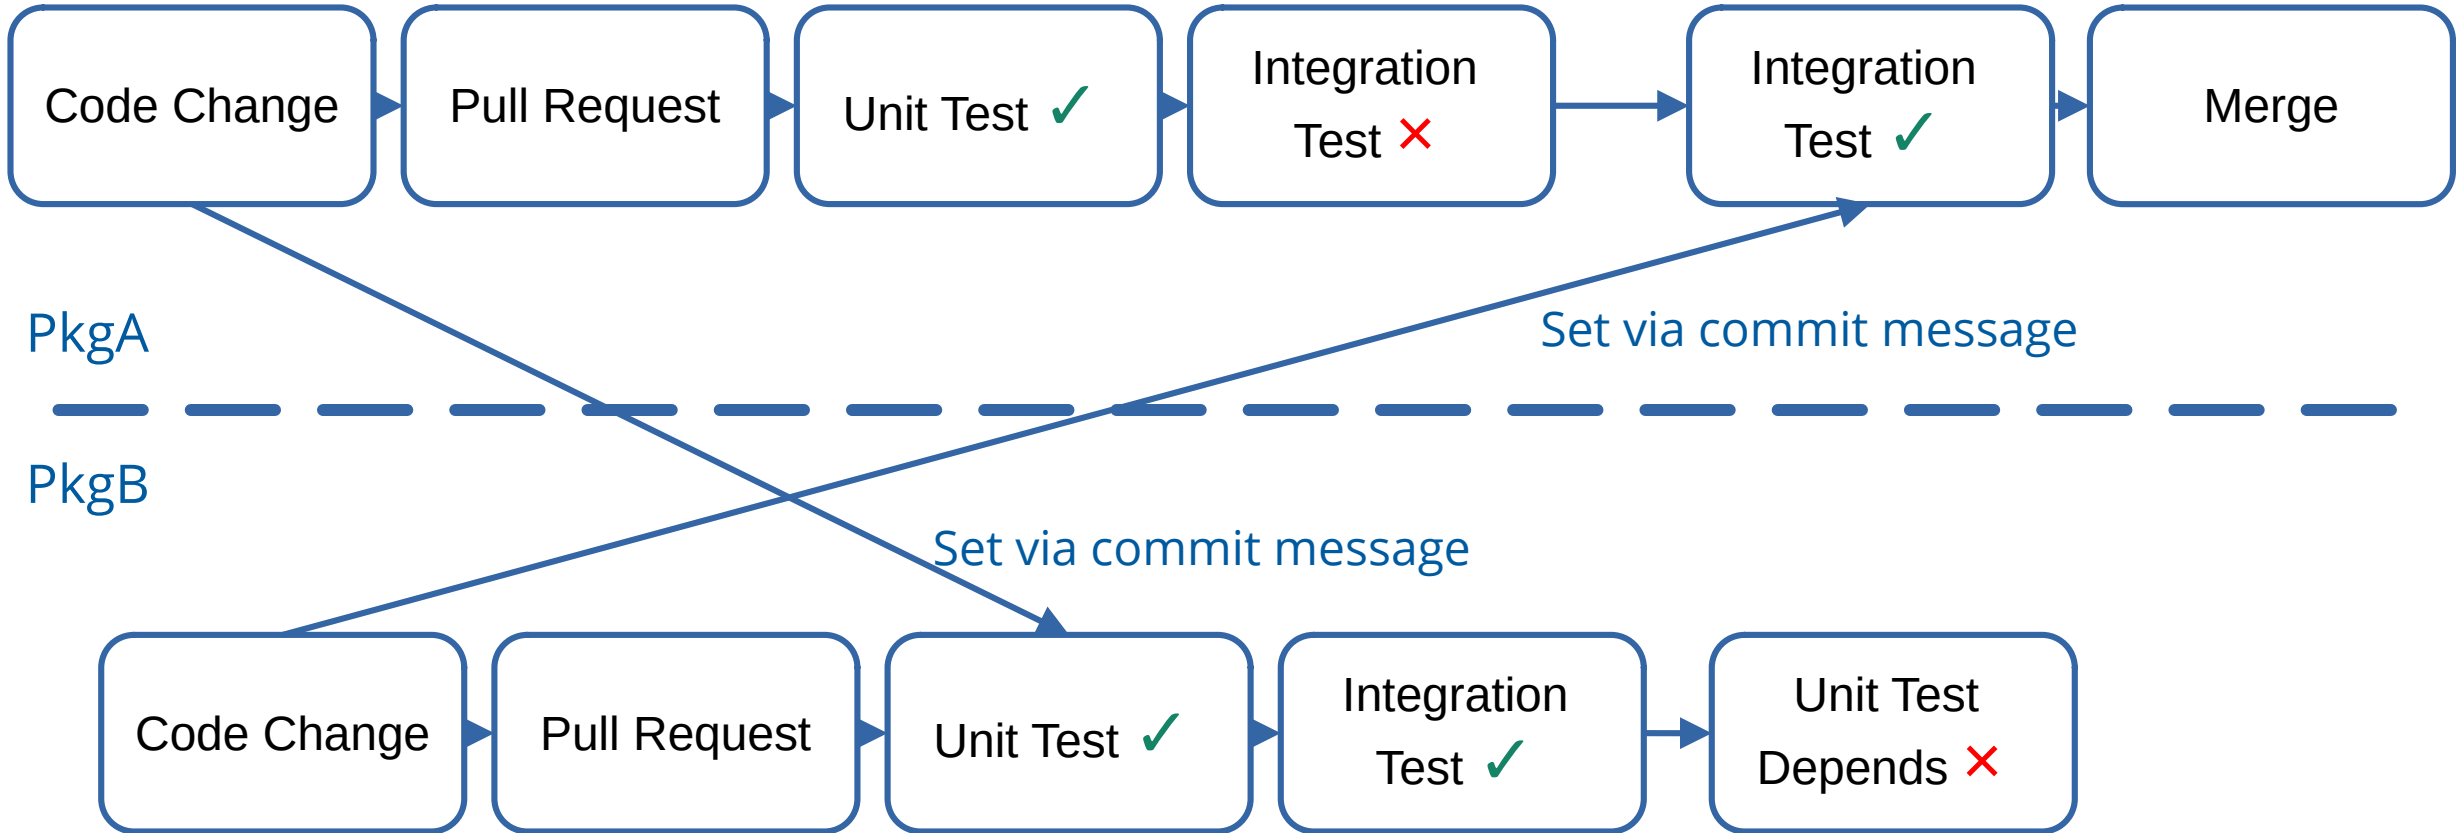 Code Change
Pull Request
Unit Test ✓
Integration
Test ✕
Integration
Test ✓
Merge
PkgA
Set via commit message
PkgB
Set via commit message
Code Change
Pull Request
Unit Test ✓
Integration
Test ✓
Unit Test
Depends ✕